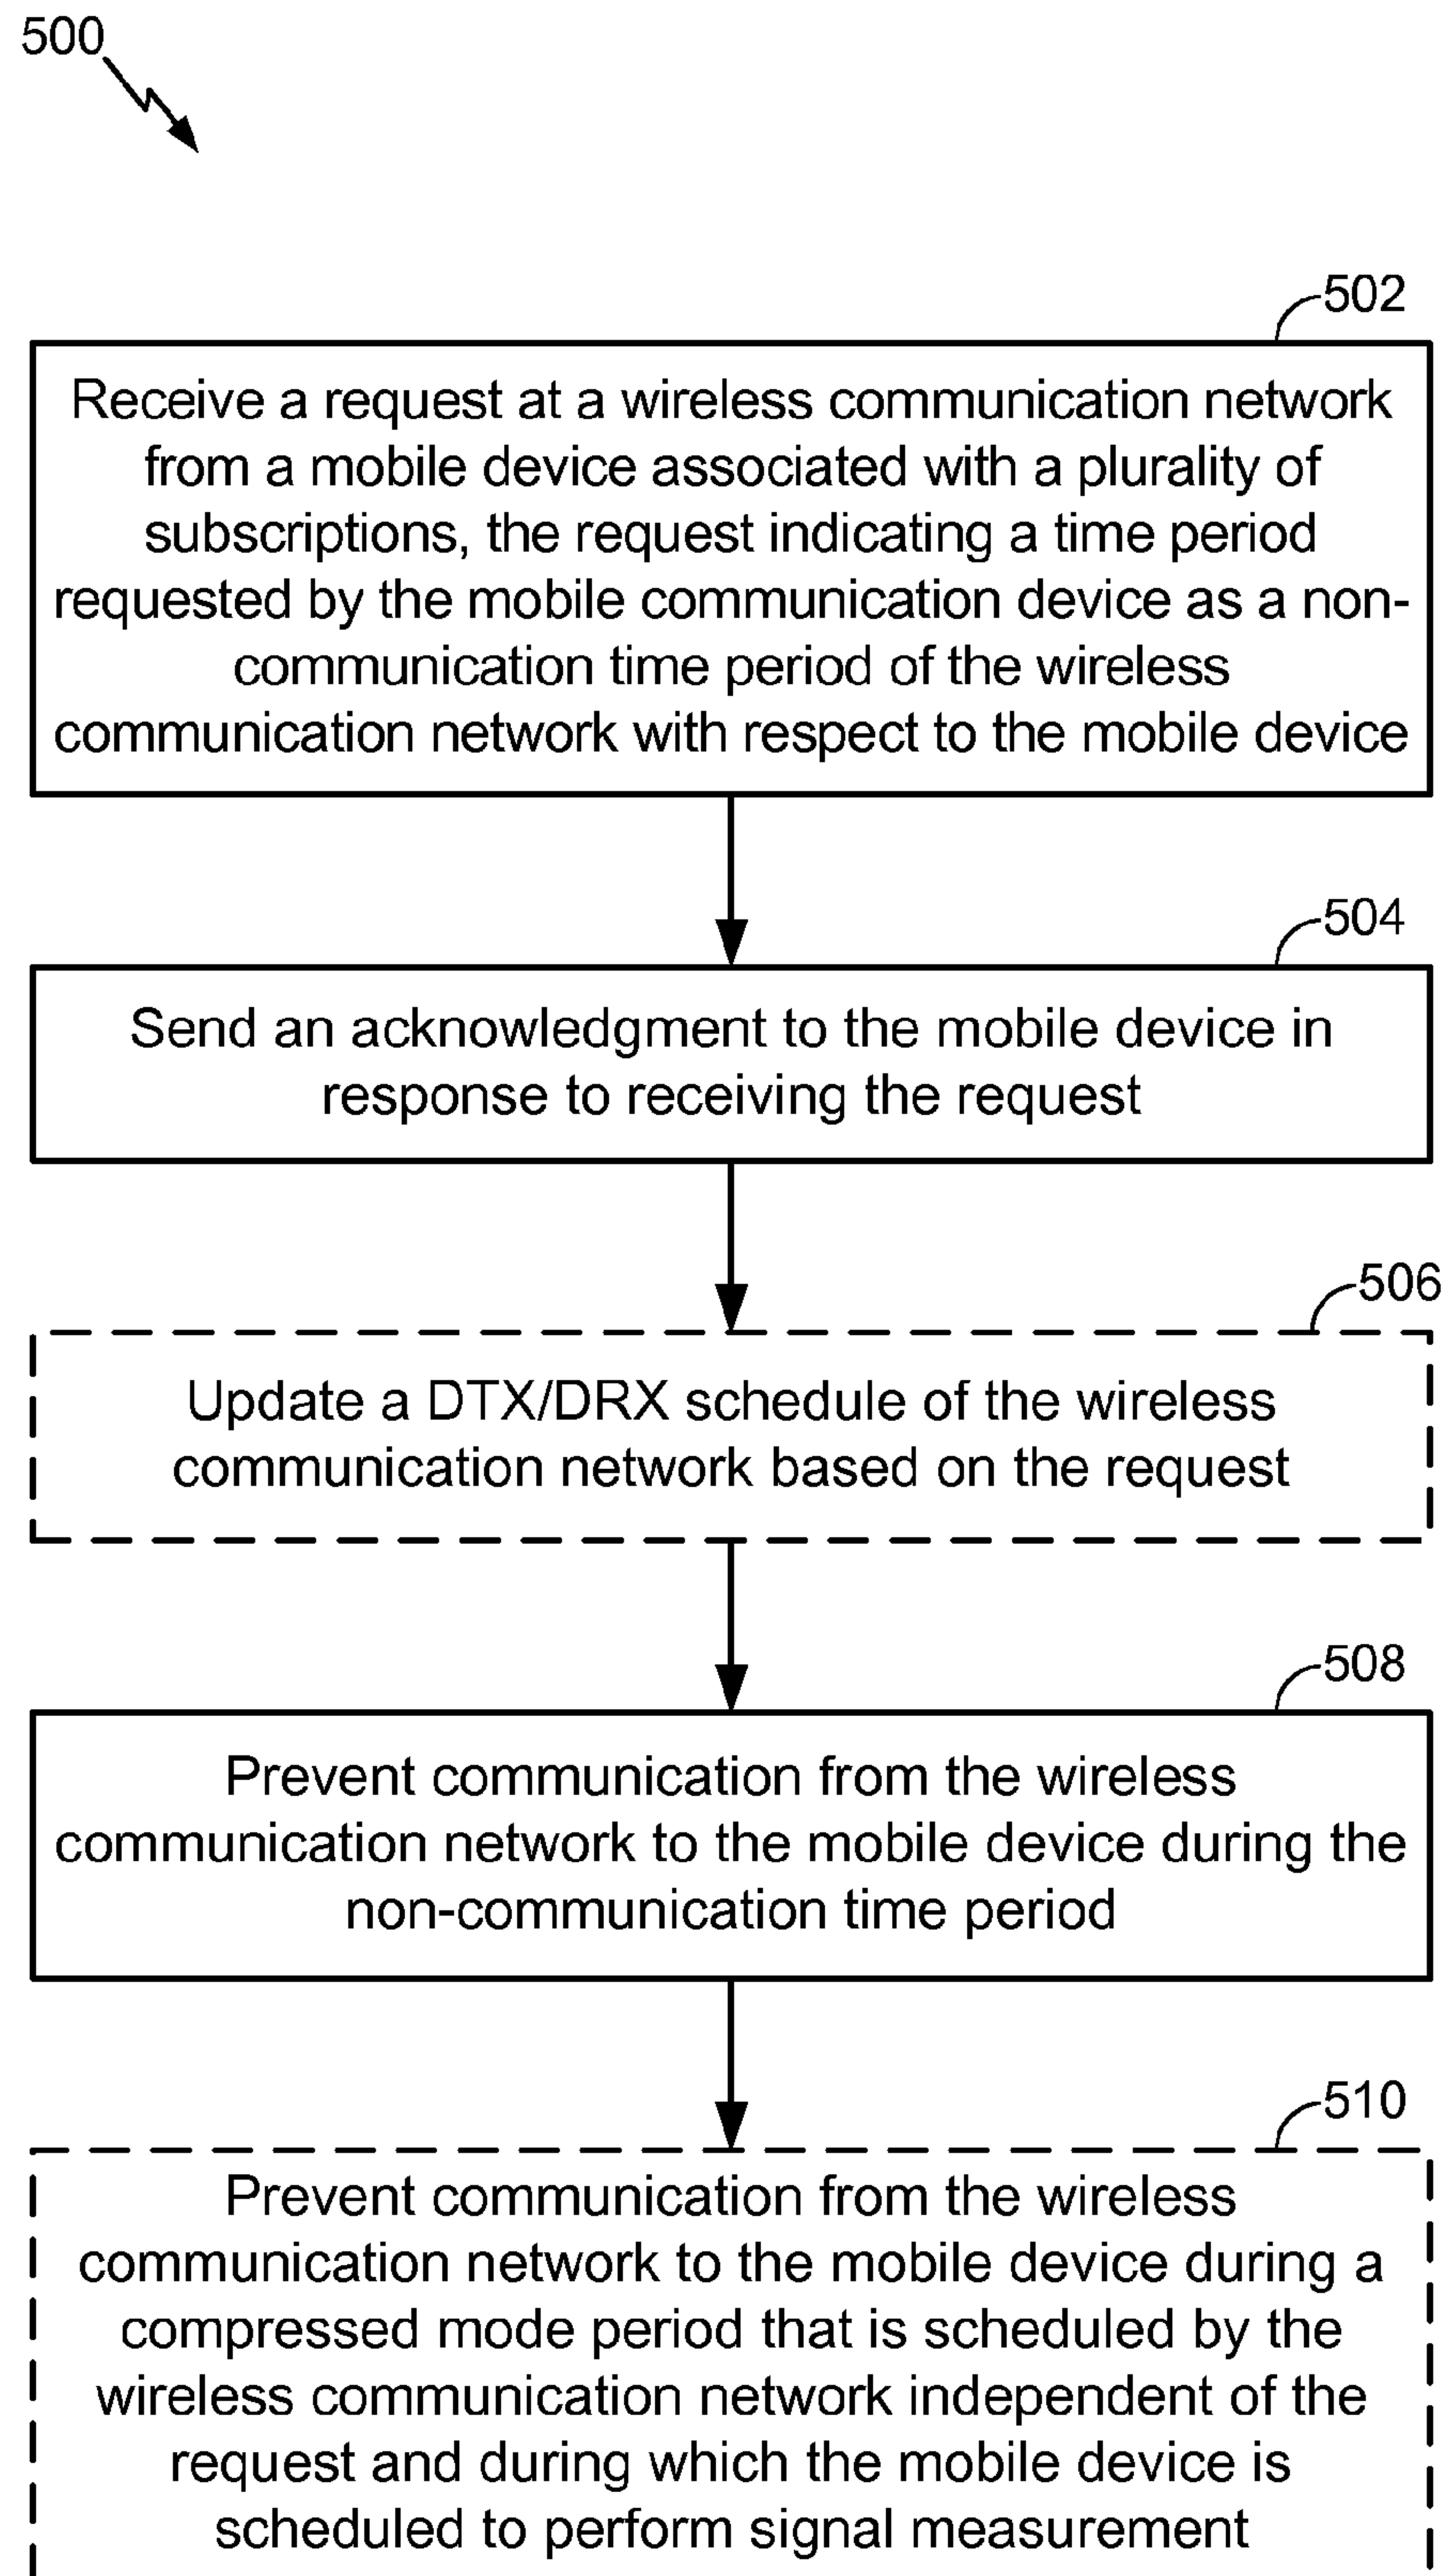 500
502
Receive a request at a wireless communication network
from a mobile device associated with a plurality of
subscriptions, the request indicating a time period
requested by the mobile communication device as a non-
communication time period of the wireless
communication network with respect to the mobile device
504
Send an acknowledgment to the mobile device in
response to receiving the request
506
Update a DTX/DRX schedule of the wireless
communication network based on the request
508
Prevent communication from the wireless
communication network to the mobile device during the
non-communication time period
510
Prevent communication from the wireless
communication network to the mobile device during a
compressed mode period that is scheduled by the
wireless communication network independent of the
request and during which the mobile device is
scheduled to perform signal measurement